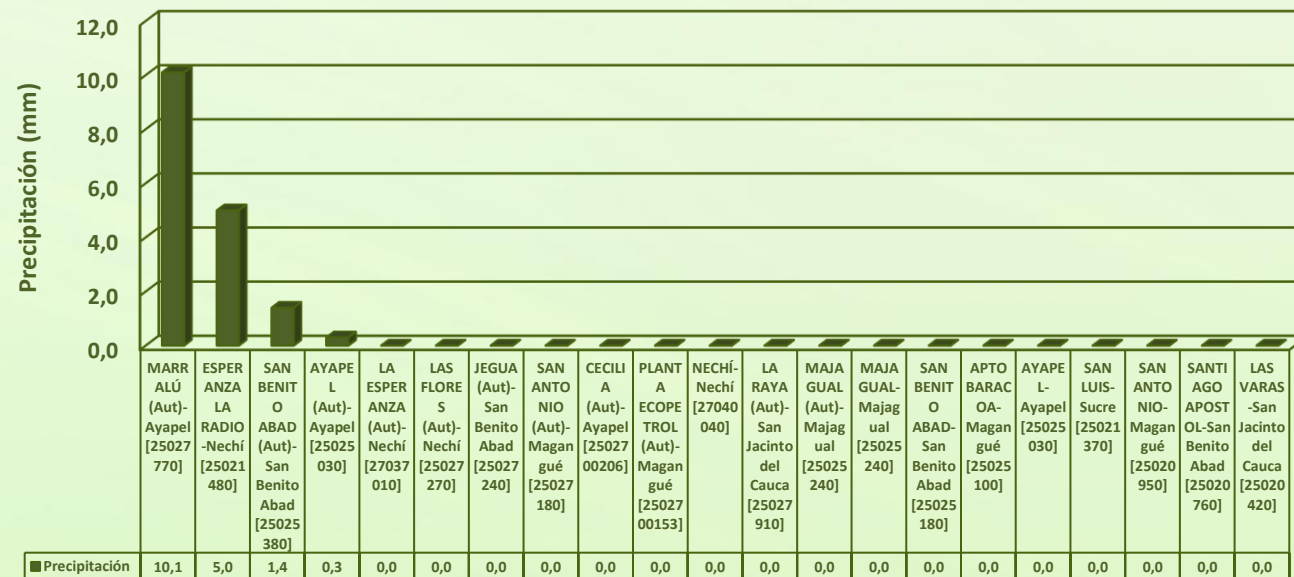 Precipitación (mm)
12,0
10,0
8,0
6,0
4,0
2,0
0,0
MARR
ALÚ
(Aut)-
Ayapel
[25027
770]
ESPER
ANZA
LA
RADIO
-Nechí
[25021
480]
SAN
BENIT
O
ABAD
(Aut)-
San
Benito
Abad
[25025
380]
AYAPE
L
(Aut)-
Ayapel
[25025
030]
LA
ESPER
ANZA
(Aut)-
Nechí
[27037
010]
LAS
FLORE
S
(Aut)-
Nechí
[25027
270]
JEGUA
(Aut)-
San
Benito
Abad
[25027
240]
SAN
ANTO
NIO
(Aut)-
Magan
gué
[25027
180]
CECILI
A
(Aut)-
Ayapel
[25027
00206]
PLANT
A
ECOPE
TROL
(Aut)-
Magan
gué
[25027
00153]
NECHÍ-
Nechí
[27040
040]
LA
RAYA
(Aut)-
San
Jacinto
del
Cauca
[25027
910]
MAJA
GUAL
(Aut)-
Majag
ual
[25025
240]
MAJA
GUAL-
Majag
ual
[25025
240]
SAN
BENIT
O
ABAD-
San
Benito
Abad
[25025
180]
APTO
BARAC
OA-
Magan
gué
[25025
100]
AYAPE
L-
Ayapel
[25025
030]
SAN
LUIS-
Sucre
[25021
370]
SAN
ANTO
NIO-
Magan
gué
[25020
950]
SANTI
AGO
APOST
OL-San
Benito
Abad
[25020
760]
LAS
VARAS
-San
Jacinto
del
Cauca
[25020
420]
Precipitación 10,1 5,0 1,4 0,3 0,0 0,0 0,0 0,0 0,0 0,0 0,0 0,0 0,0 0,0 0,0 0,0 0,0 0,0 0,0 0,0 0,0